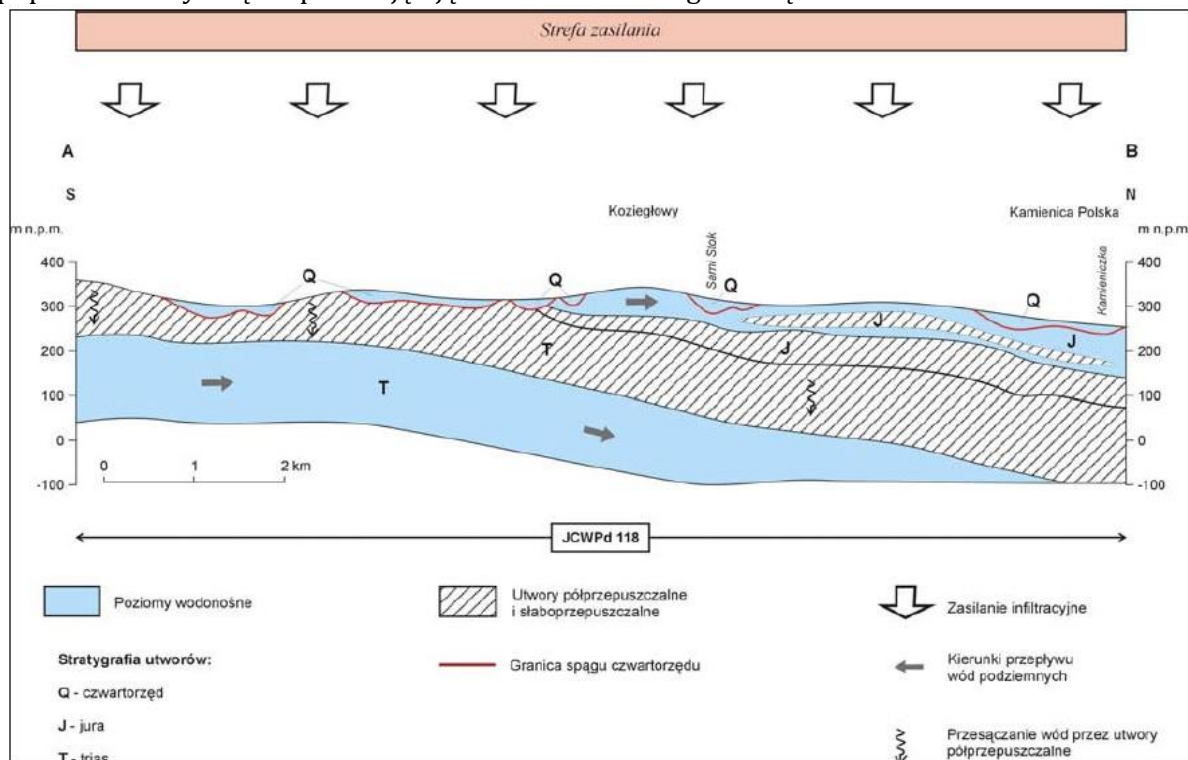 Strefa zasilania
A
B
S
N
Koziegłowy
Kamienica Polska
m n.p.m.
Sarni Stok
Kamieniczka
m n.p.m.
400
400
300
Q
Q
Q
Q
300
J
J
200
T
J
200
100
T
100
0
0
-100
0 1 2 km
-100
JCWPd 118
Poziomy wodonośne
Utwory półprzepuszczalne
i słaboprzepuszczalne
Zasilanie infiltracyjne
Stratygrafia utworów:
Granica spągu czwartorzędu
Kierunki przepływu
wód podziemnych
Q - czwartorzęd
J - jura
T - trias
Przesączanie wód przez utwory
półprzepuszczalne